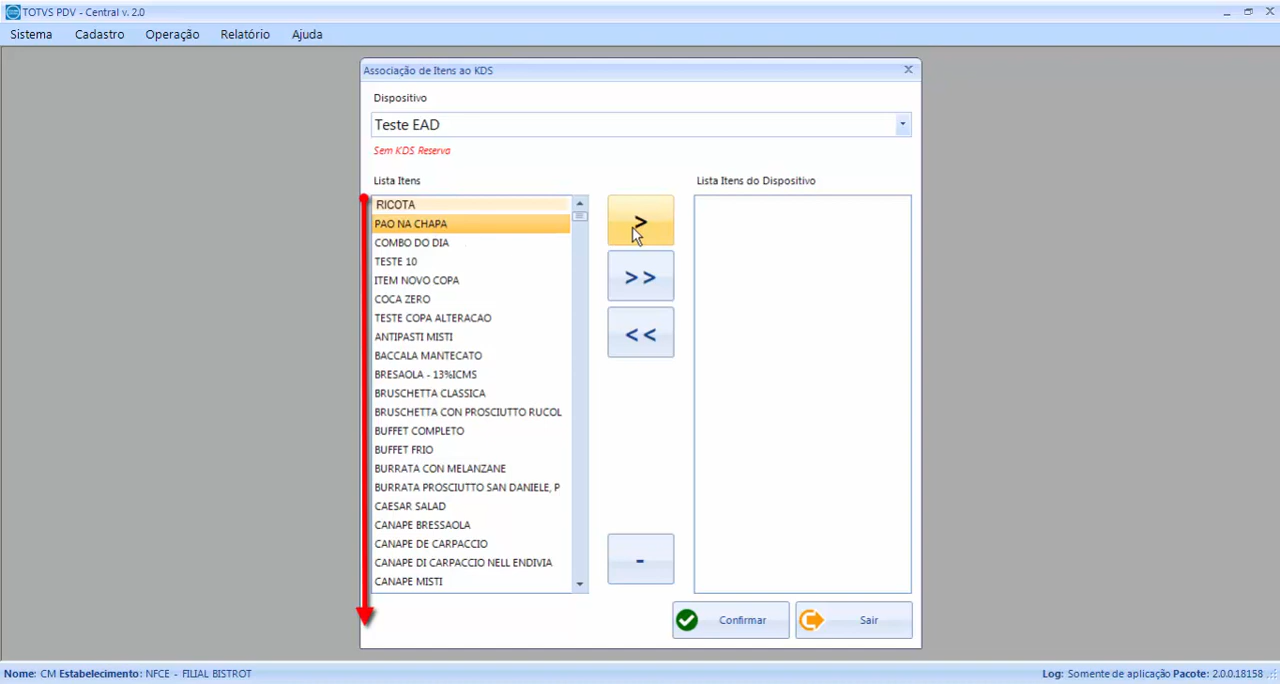 TOTVS PDV - Central v. 2.0
Sistema Cadastro Operação Relatório Ajuda
Associação de Itens ao KDS
Dispositivo
Teste EAD
Sem KDS Reserva
Lista Itens
Lista Itens do Dispositivo
RICOTA
PAO NA CHAPA
COMBO DO DIA
TESTE 10
ITEM NOVO COPA
COCA ZERO
TESTE COPA ALTERACAO
ANTIPASTI MISTI
BACCALA MANTECATO
BRESAOLA - 13%ICMS
BRUSCHETTA CLASSICA
BRUSCHETTA CON PROSCIUTTO RUCOL
BUFFET COMPLETO
BUFFET FRIO
BURRATA CON MELANZANE
BURRATA PROSCIUTTO SAN DANIELE, P
CAESAR SALAD
CANAPE BRESSAOLA
CANAPE DE CARPACCIO
CANAPE DI CARPACCIO NELL ENDIVIA
CANAPE MISTI
>
>>
<<
-
Confirmar
Sair
Nome: CM Estabelecimento: NFCE - FILIAL BISTROT
Log: Somente de aplicação Pacote: 2.0.0.18158